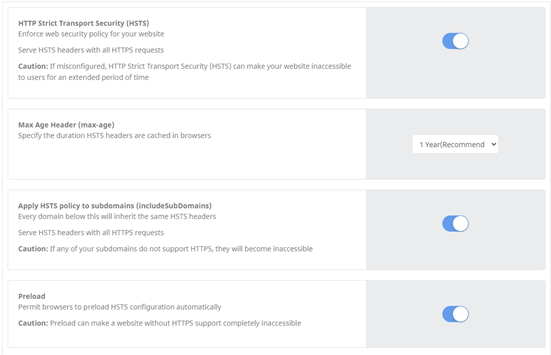 HTTP Strict Transport Security (HSTS)
Enforce web security policy for your website
Serve HSTS headers with all HTTPS requests
Caution: If misconfigured, HTTP Strict Transport Security (HSTS) can make your website inaccessible
to users for an extended period of time
Max Age Header (max-age)
Specify the duration HSTS headers are cached in browsers
1 Year(Recommend
Apply HSTS policy to subdomains (includeSubDomains)
Every domain below this will inherit the same HSTS headers
Serve HSTS headers with all HTTPS requests
Caution: If any of your subdomains do not support HTTPS, they will become inaccessible
Preload
Permit browsers to preload HSTS configuration automatically
Caution: Preload can make a website without HTTPS support completely inaccessible